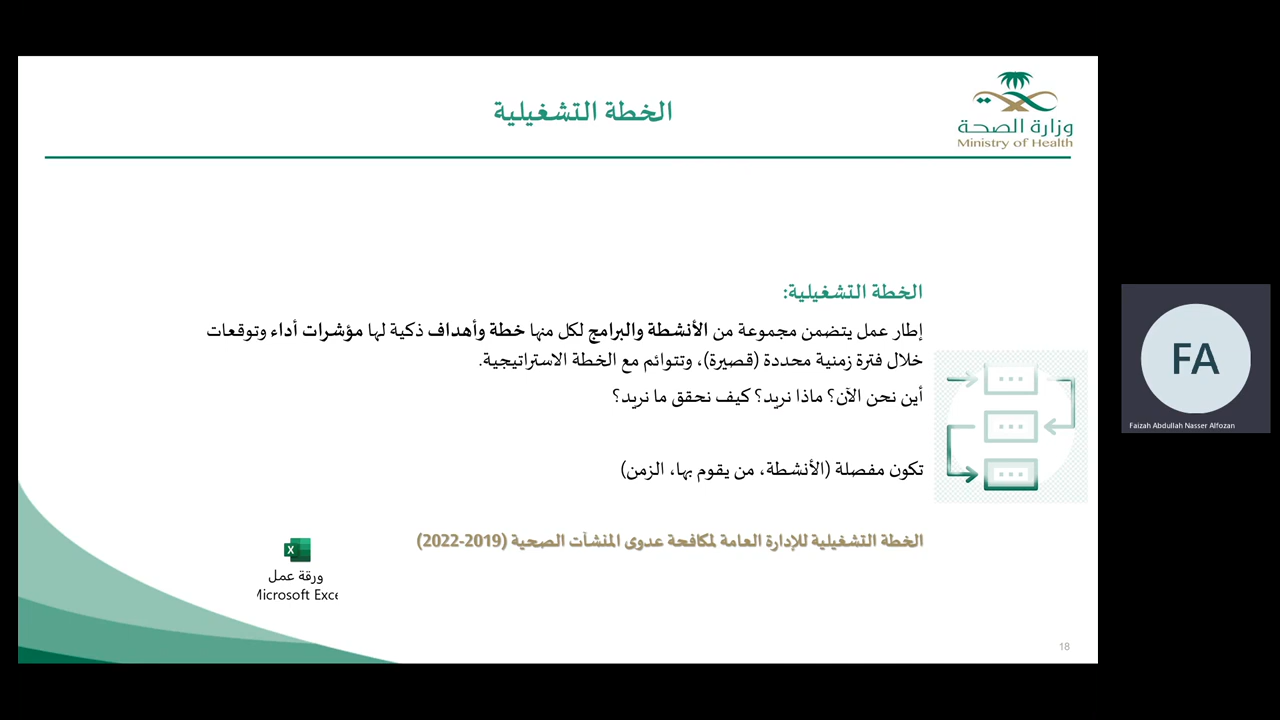 الخطة التشغيلية
وزارة الصحة
Ministry of Health
الخطة التشغيلية:
إطار عمل يتضمن مجموعة من الأنشطة والبرامج لكل منها خطة وأهداف ذكية لها مؤشرات أداء وتوقعات
خلال فترة زمنية محددة (قصيرة)، وتتوائم مع الخطة الاستراتيجية.
أين نحن الآن؟ ماذا نريد؟ كيف نحقق ما نريد؟
تكون مفصلة (الأنشطة، من يقوم بها، الزمن)
الخطة التشغيلية للإدارة العامة لمكافحة عدوى المنشآت الصحية (2019-2022)
ورقة عمل
Microsoft Exce
18
FA
Faizah Abdullah Nasser Alfozan